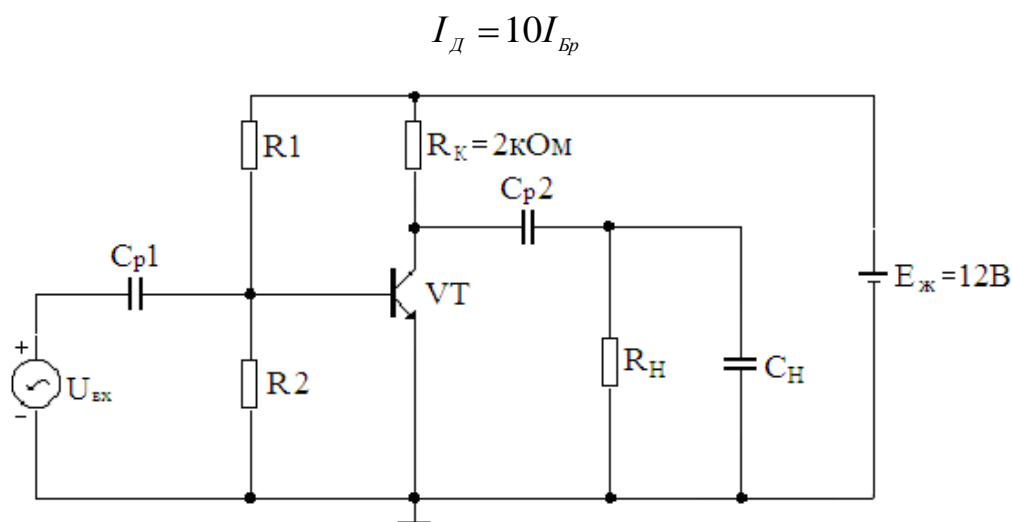 I_Д = 10I_Бр
R1
R_К = 2кОм
Cр2
Cр1
VT
E_ж = 12В
+
R_Н
C_Н
U_вх
R2
-